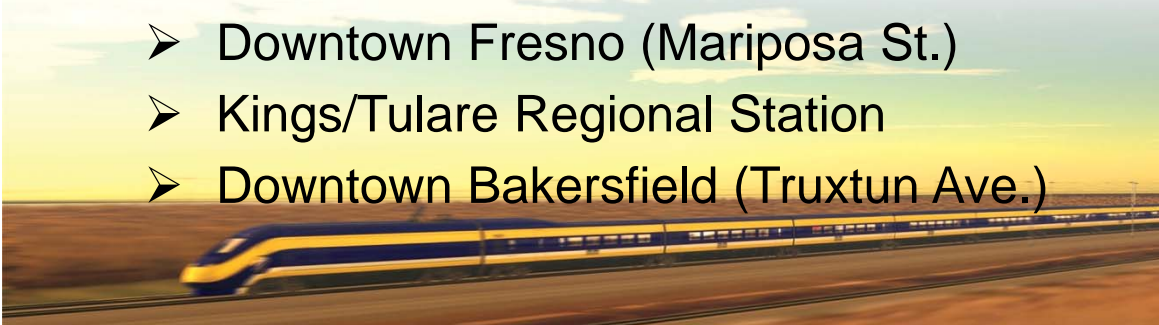 ➢ Downtown Fresno (Mariposa St.)
➢ Kings/Tulare Regional Station
➢ Downtown Bakersfield (Truxtun Ave.)